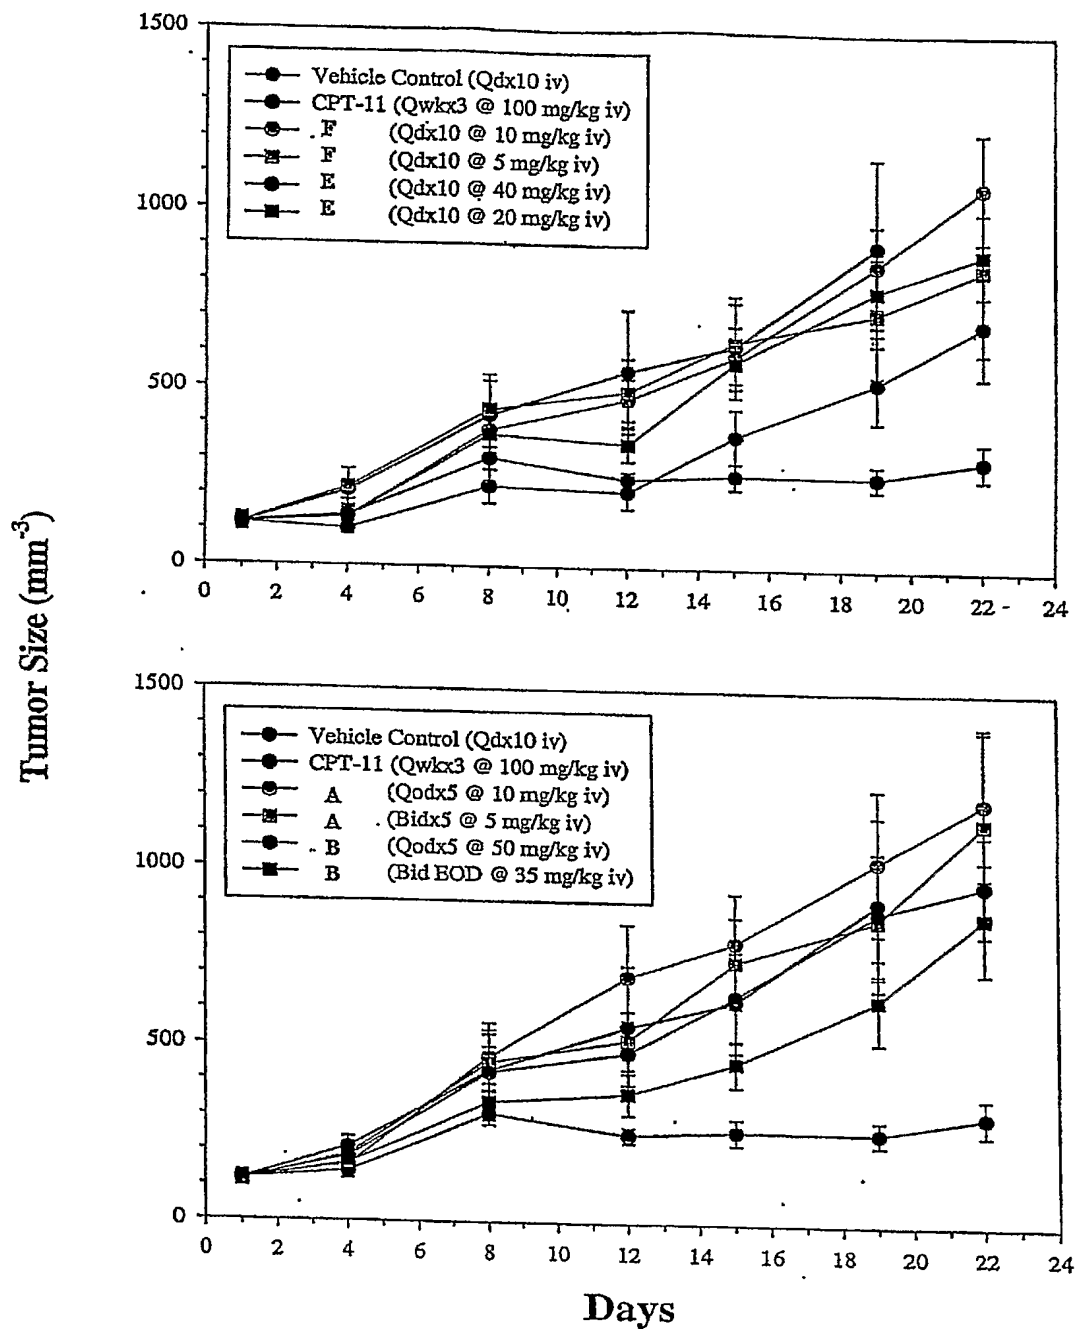 1500
Vehicle Control (Qdx10 iv)
CPT-11 (Qwkx3 @ 100 mg/kg iv)
F (Qdx10 @ 10 mg/kg iv)
F (Qdx10 @ 5 mg/kg iv)
E (Qdx10 @ 40 mg/kg iv)
E (Qdx10 @ 20 mg/kg iv)
1000
500
0
0 2 4 6 8 10 12 14 16 18 20 22 24
Tumor Size (mm-3)
1500
Vehicle Control (Qdx10 iv)
CPT-11 (Qwkx3 @ 100 mg/kg iv)
A (Qodx5 @ 10 mg/kg iv)
A (Bidx5 @ 5 mg/kg iv)
B (Qodx5 @ 50 mg/kg iv)
B (Bid EOD @ 35 mg/kg iv)
1000
500
0
0 2 4 6 8 10 12 14 16 18 20 22 24
Days